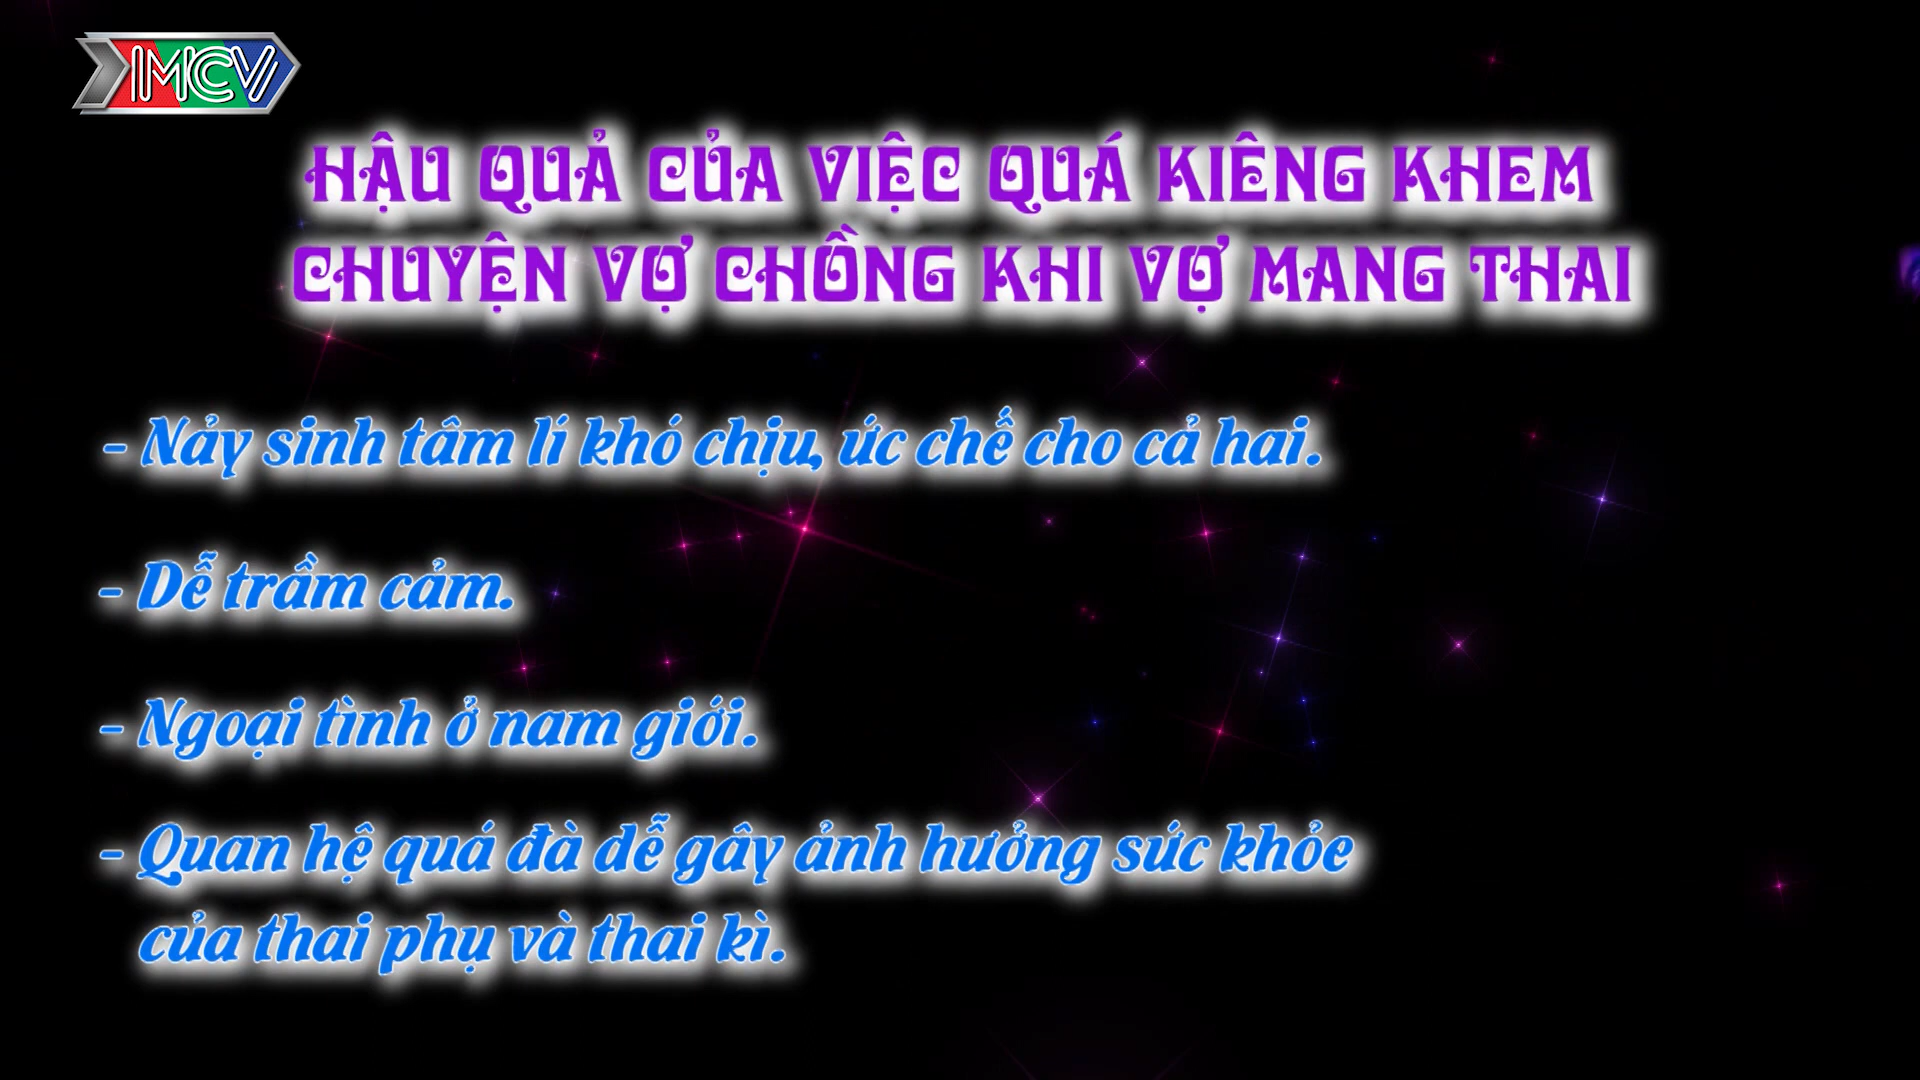 MCV
HẬU QUẢ CỦA VIỆC QUÁ KIÊNG KHEM
CHUYỆN VỢ CHỒNG KHI VỢ MANG THAI
- Nảy sinh tâm lí khó chịu, ức chế cho cả hai.
- Dễ trầm cảm.
- Ngoại tình ở nam giới.
- Quan hệ quá đà dễ gây ảnh hưởng sức khỏe
của thai phụ và thai kì.